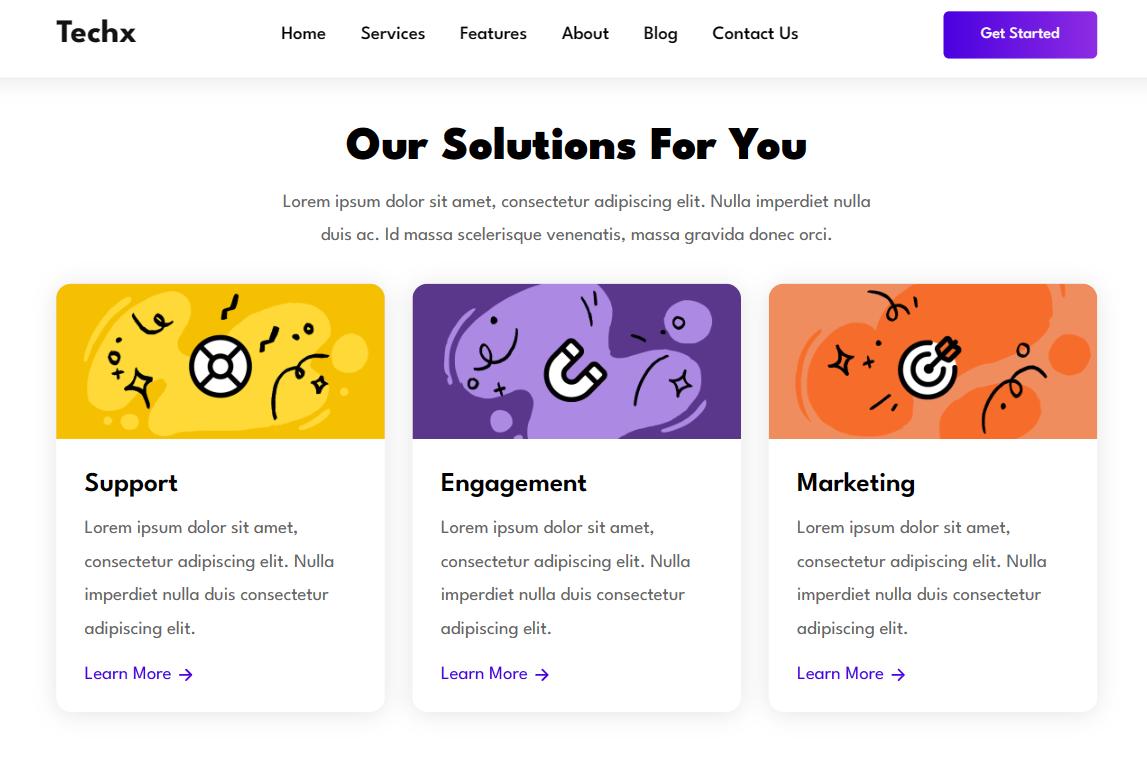 Techx
Home Services Features About Blog Contact Us
Get Started
Our Solutions For You
Lorem ipsum dolor sit amet, consectetur adipiscing elit. Nulla imperdiet nulla
duis ac. Id massa scelerisque venenatis, massa gravida donec orci.
Support
Lorem ipsum dolor sit amet,
consectetur adipiscing elit. Nulla
imperdiet nulla duis consectetur
adipiscing elit.
Learn More →
Engagement
Lorem ipsum dolor sit amet,
consectetur adipiscing elit. Nulla
imperdiet nulla duis consectetur
adipiscing elit.
Learn More →
Marketing
Lorem ipsum dolor sit amet,
consectetur adipiscing elit. Nulla
imperdiet nulla duis consectetur
adipiscing elit.
Learn More →